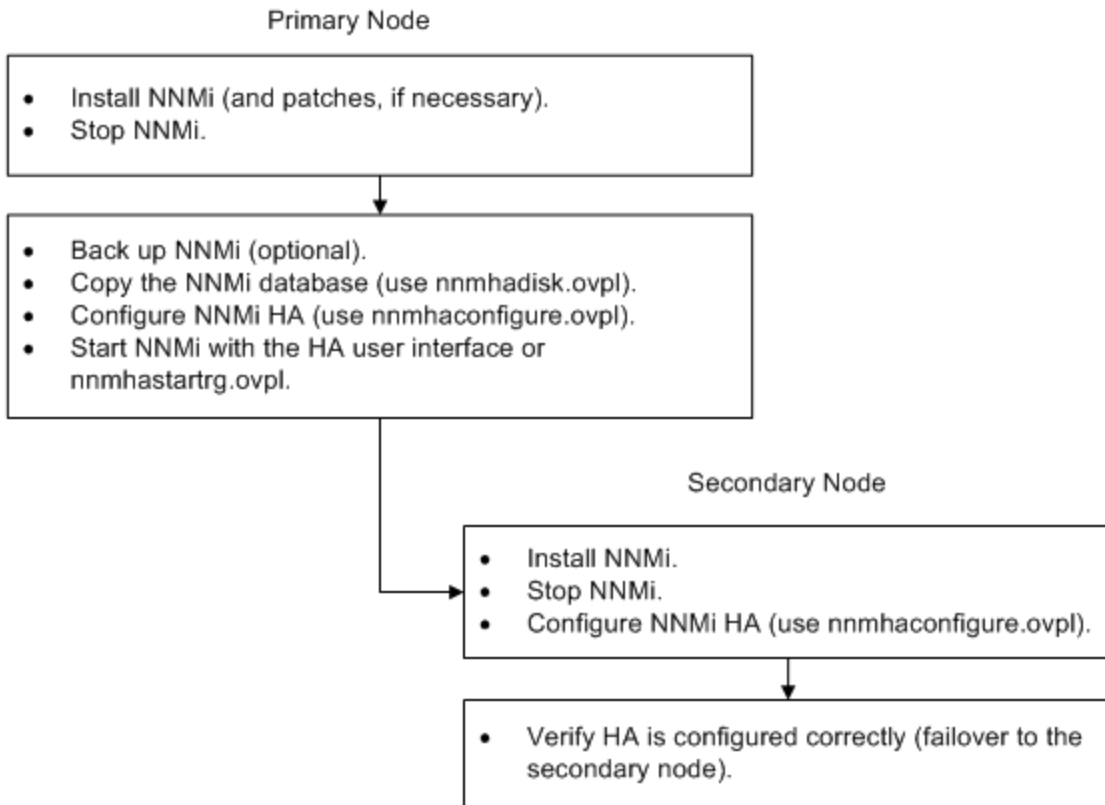 Primary Node
• Install NNMi (and patches, if necessary).
• Stop NNMi.
• Back up NNMi (optional).
• Copy the NNMi database (use nnmhadisk.ovpl).
• Configure NNMi HA (use nnmhaconfigure.ovpl).
• Start NNMi with the HA user interface or
nnmhastartrg.ovpl.
Secondary Node
• Install NNMi.
• Stop NNMi.
• Configure NNMi HA (use nnmhaconfigure.ovpl).
• Verify HA is configured correctly (failover to the
secondary node).